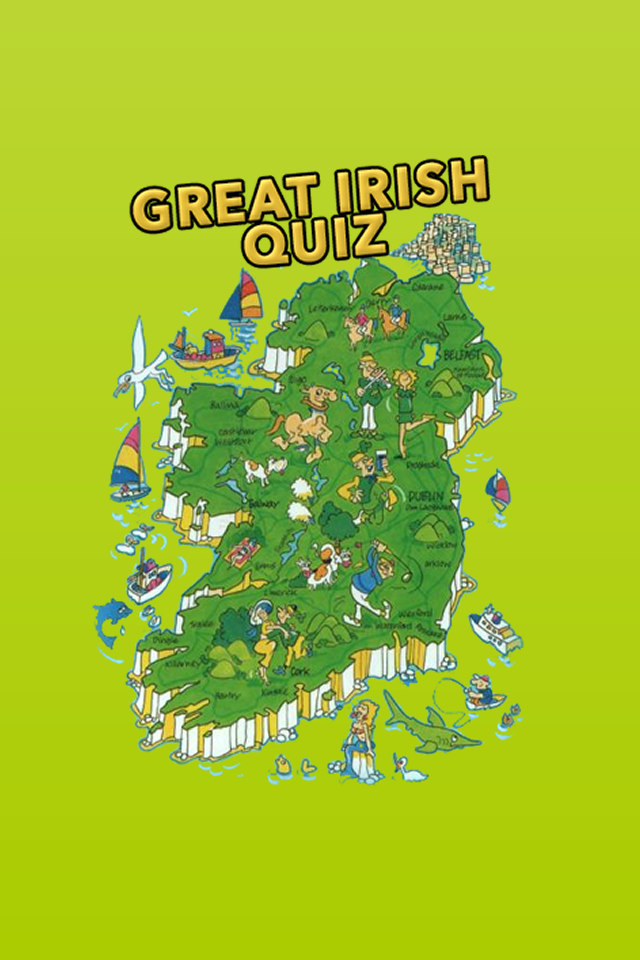 GREAT IRISH
QUIZ
Coleraine
Letterkenny
Derry
Larne
BELFAST
Sligo
Ballina
Castlebar
Westport
Drogheda
DUBLIN
Dun Laoghaire
Galway
Wicklow
Arklow
Ennis
Limerick
Wexford
Waterford
Tralee
Dingle
Killarney
Cork
Bantry
Kinsale